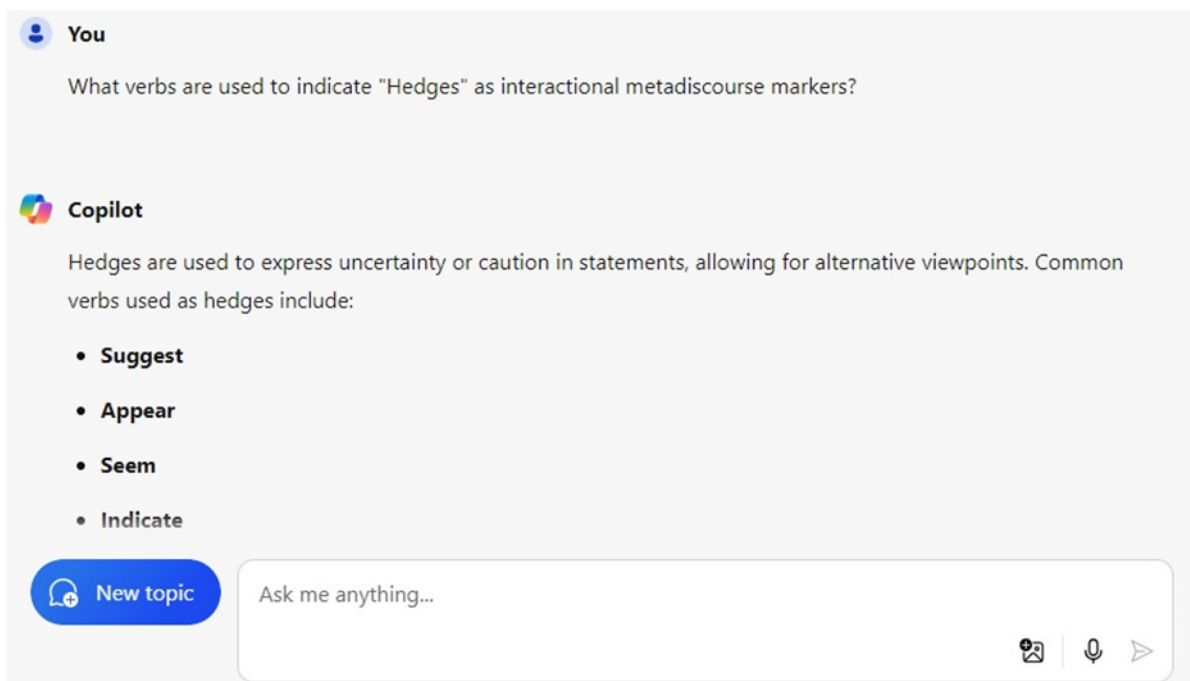 You
What verbs are used to indicate "Hedges" as interactional metadiscourse markers?
Copilot
Hedges are used to express uncertainty or caution in statements, allowing for alternative viewpoints. Common
verbs used as hedges include:
• Suggest
• Appear
• Seem
• Indicate
New topic
Ask me anything...